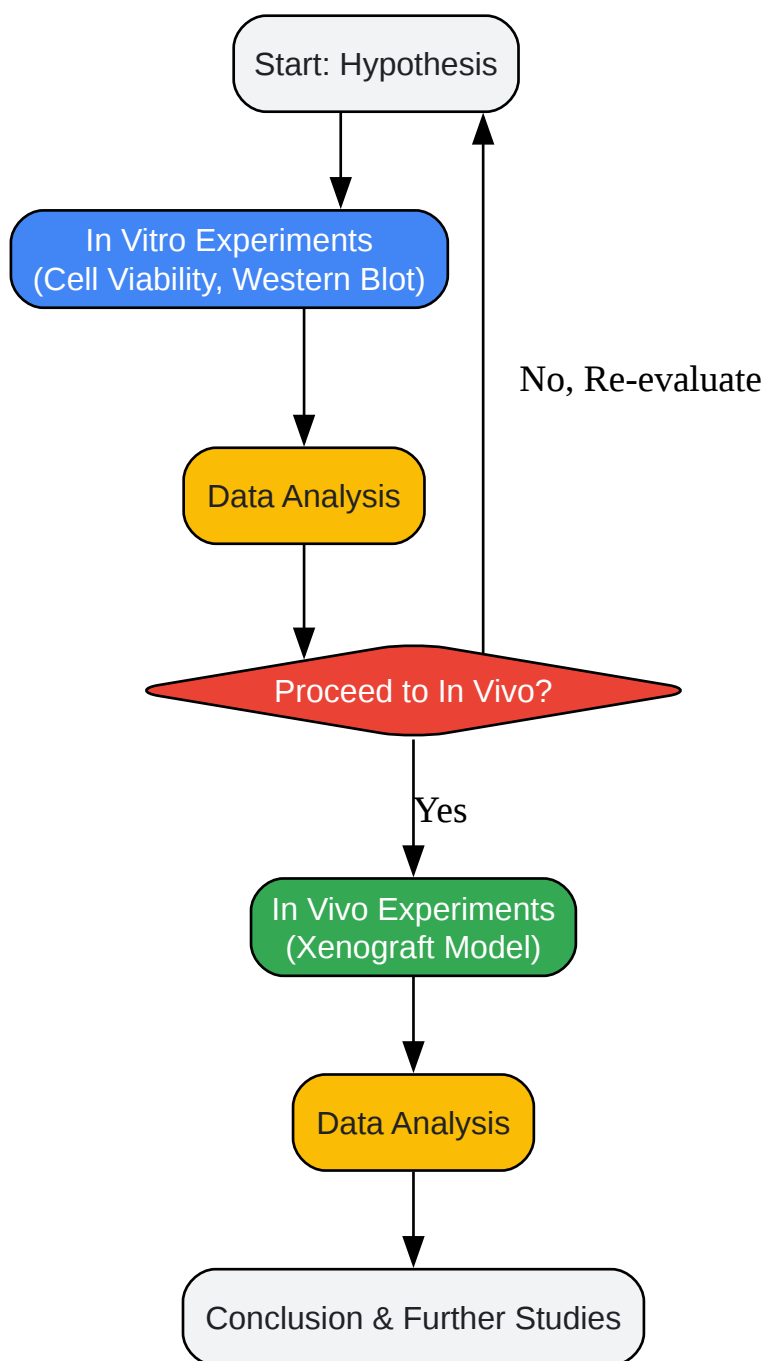 Start: Hypothesis
In Vitro Experiments
(Cell Viability, Western Blot)
No, Re-evaluate
Data Analysis
Proceed to In Vivo?
Yes
In Vivo Experiments
(Xenograft Model)
Data Analysis
Conclusion & Further Studies